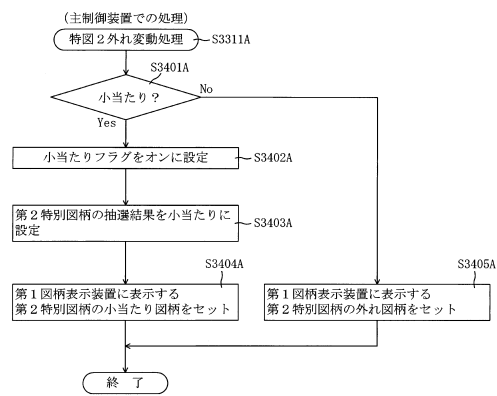 (主制御装置での処理)
特図2外れ変動処理
S3311A
S3401A
小当たり?
No
Yes
小当たりフラグをオンに設定
S3402A
第2特別図柄の抽選結果を小当たりに
設定
S3403A
S3404A
第1図柄表示装置に表示する
第2特別図柄の小当たり図柄をセット
S3405A
第1図柄表示装置に表示する
第2特別図柄の外れ図柄をセット
終 了